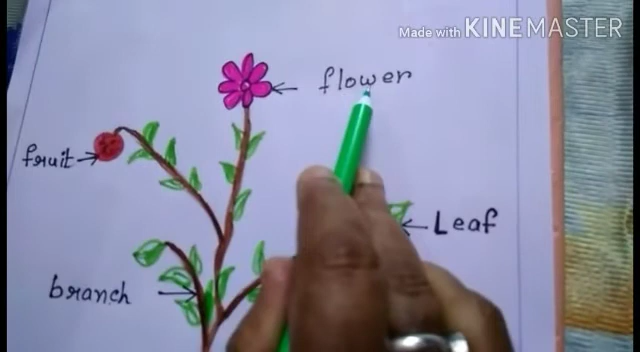 Made with KINEMASTER
flower
fruit
Leaf
branch